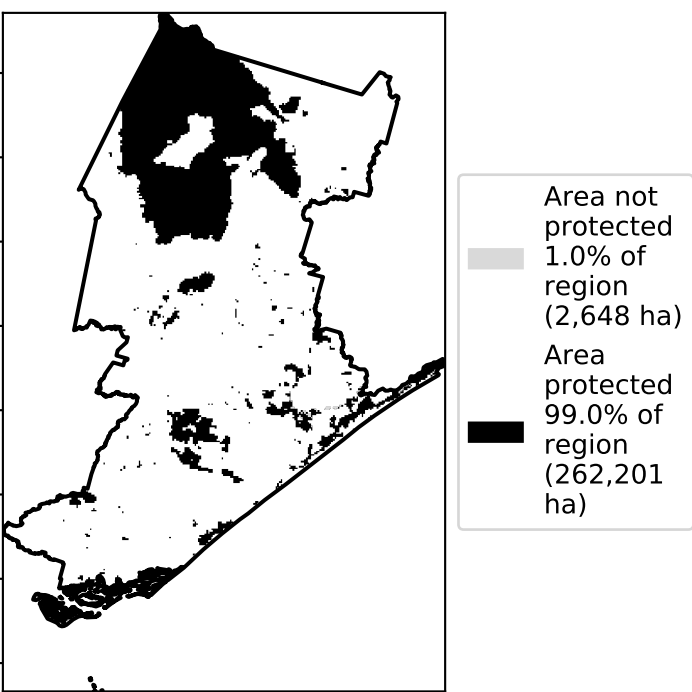 Area not
protected
1.0% of
region
(2,648 ha)
Area
protected
99.0% of
region
(262,201
ha)